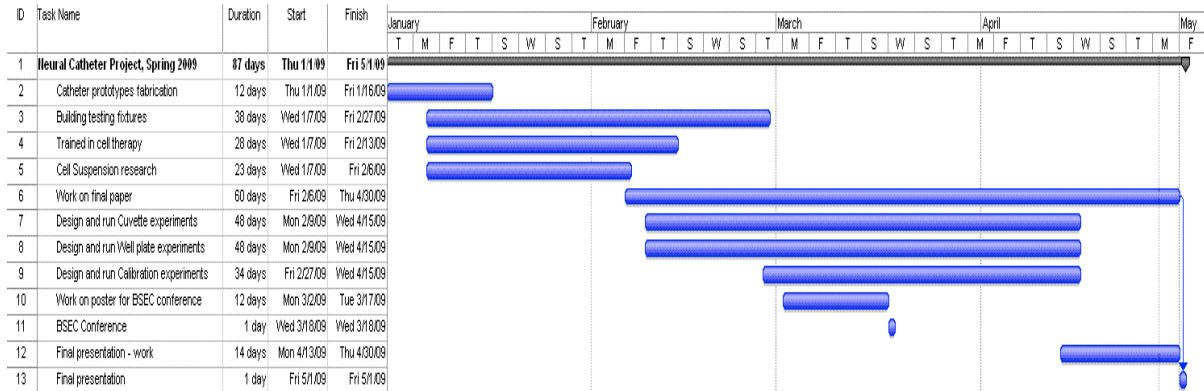 ID Task Name Duration Start Finish January February March April May
T M F T S W S T M F T S W S T M F T S W S T M F T S W S T M F
1 Neural Catheter Project, Spring 2009 87 days Thu 1/1/09 Fri 5/1/09
2 Catheter prototypes fabrication 12 days Thu 1/1/09 Fri 1/16/09
3 Building testing fixtures 38 days Wed 1/7/09 Fri 2/27/09
4 Trained in cell therapy 28 days Wed 1/7/09 Fri 2/13/09
5 Cell Suspension research 23 days Wed 1/7/09 Fri 2/6/09
6 Work on final paper 60 days Fri 2/6/09 Thu 4/30/09
7 Design and run Cuvette experiments 48 days Mon 2/9/09 Wed 4/15/09
8 Design and run Well plate experiments 48 days Mon 2/9/09 Wed 4/15/09
9 Design and run Calibration experiments 34 days Fri 2/27/09 Wed 4/15/09
10 Work on poster for BSEC conference 12 days Mon 3/2/09 Tue 3/17/09
11 BSEC Conference 1 day Wed 3/18/09 Wed 3/18/09
12 Final presentation - work 14 days Mon 4/13/09 Thu 4/30/09
13 Final presentation 1 day Fri 5/1/09 Fri 5/1/09